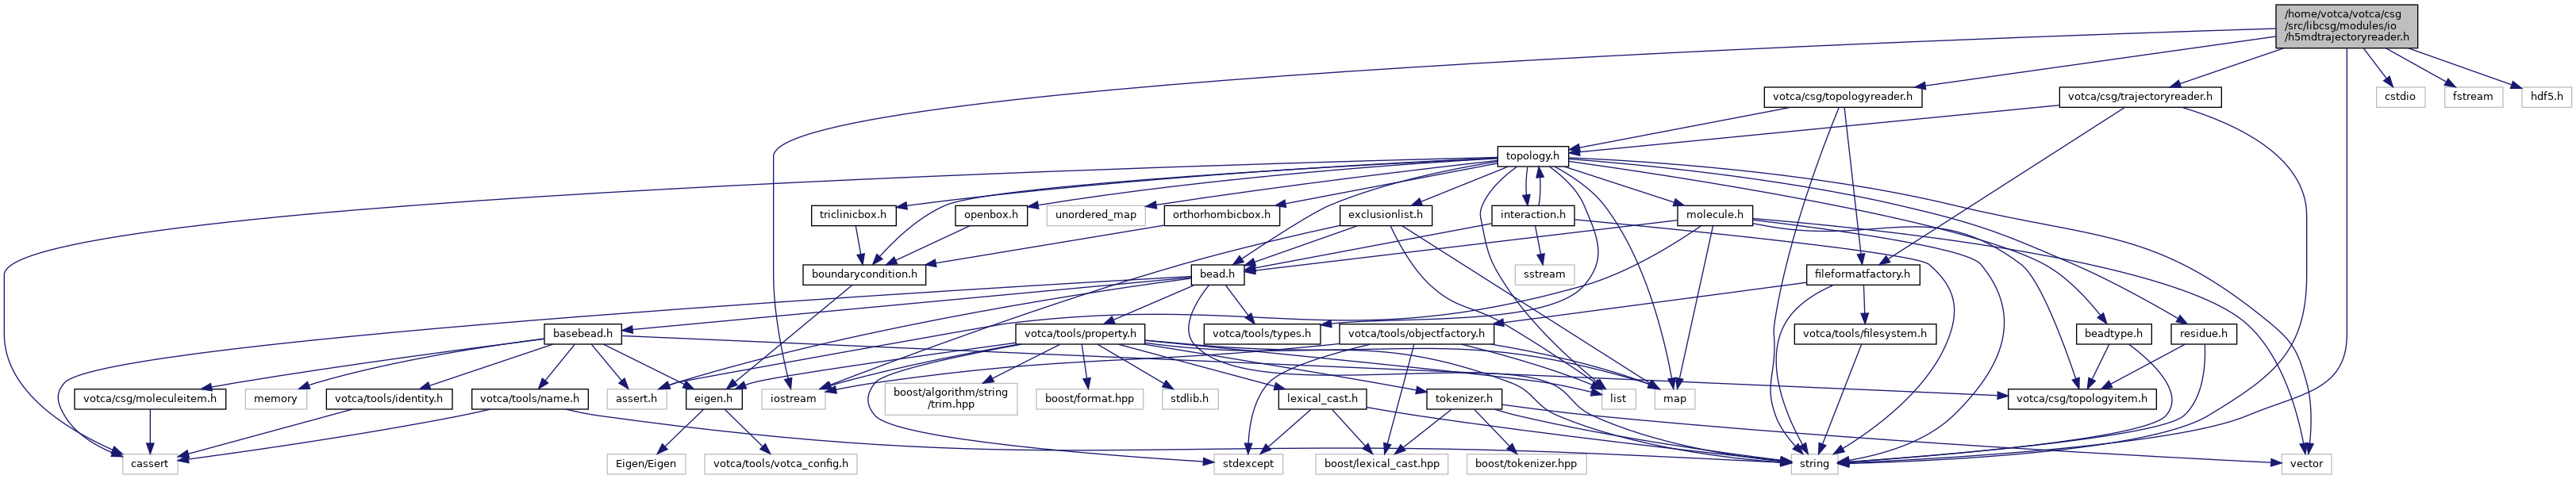 /home/votca/votca/csg
/src/libcsg/modules/io
/h5mdtrajectoryreader.h
votca/csg/topologyreader.h
votca/csg/trajectoryreader.h
cstdio
fstream
hdf5.h
topology.h
triclinicbox.h
openbox.h
unordered_map
orthorhombicbox.h
exclusionlist.h
interaction.h
molecule.h
boundarycondition.h
bead.h
sstream
fileformatfactory.h
basebead.h
votca/tools/property.h
votca/tools/types.h
votca/tools/objectfactory.h
votca/tools/filesystem.h
beadtype.h
residue.h
votca/csg/moleculeitem.h
memory
votca/tools/identity.h
votca/tools/name.h
assert.h
eigen.h
iostream
boost/algorithm/string
/trim.hpp
boost/format.hpp
stdlib.h
lexical_cast.h
tokenizer.h
list
map
votca/csg/topologyitem.h
cassert
Eigen/Eigen
votca/tools/votca_config.h
stdexcept
boost/lexical_cast.hpp
boost/tokenizer.hpp
string
vector